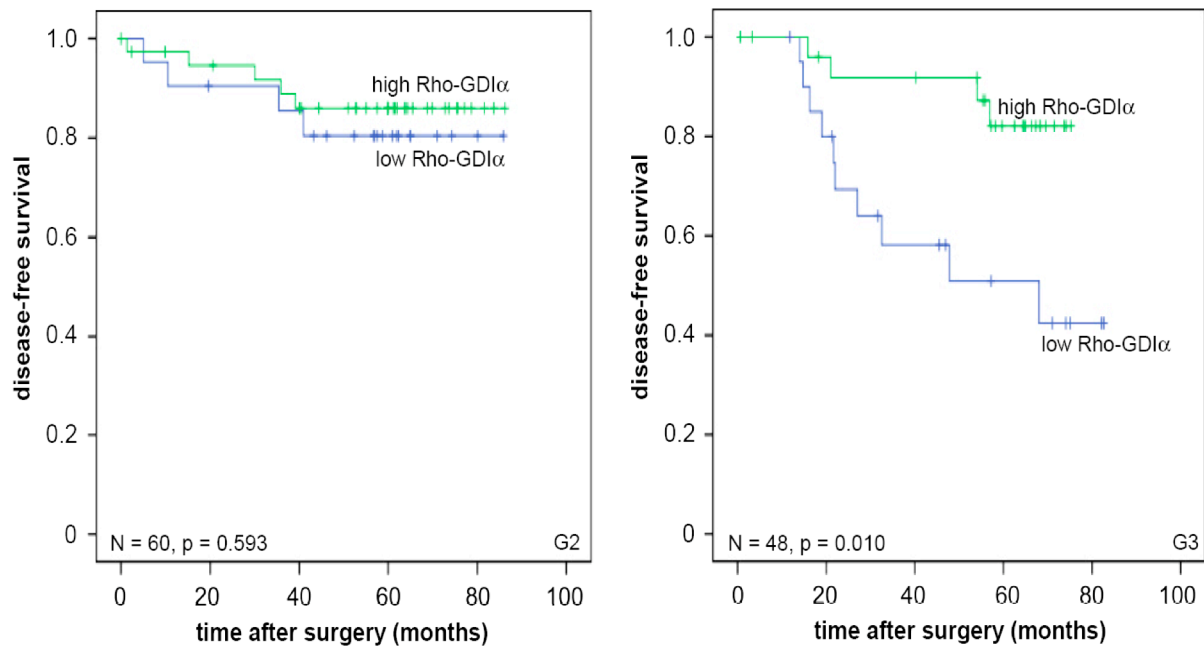 disease-free survival
1.0
0.8
0.6
0.4
0.2
0
high Rho-GDIα
low Rho-GDIα
N = 60, p = 0.593
G2
0 20 40 60 80 100
time after surgery (months)
disease-free survival
1.0
0.8
0.6
0.4
0.2
0
high Rho-GDIα
low Rho-GDIα
N = 48, p = 0.010
G3
0 20 40 60 80 100
time after surgery (months)